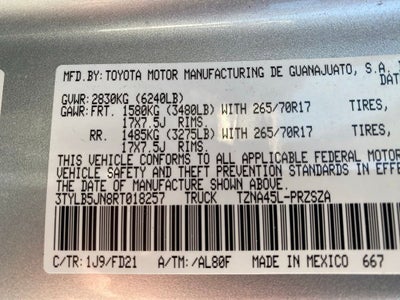 MFD.BY: TOYOTA MOTOR MANUFACTURING DE GUANAJUATO, S.A.
DAT
GVWR: 2830KG (6240LB)
GAWR: FRT. 1580KG (3480LB) WITH 265/70R17 TIRES,
17X7.5J RIMS.
RR. 1485KG (3275LB) WITH 265/70R17 TIRES,
17X7.5J RIMS.
THIS VEHICLE CONFORMS TO ALL APPLICABLE FEDERAL MOTOR
VEHICLE SAFETY AND THEFT PREVENTION STANDARDS IN EFFE
DATE OF MANUFACTURE SHOWN ABOVE.
3TYLB5JN8RT018257 TRUCK TZNA45L-PRZSZA
C/TR: 1J9/FD21 A/TM: /AL80F MADE IN MEXICO 667